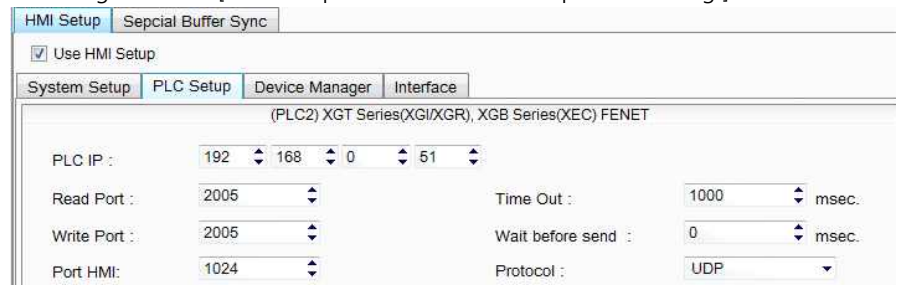 HMI Setup Sepcial Buffer Sync
Use HMI Setup
System Setup PLC Setup Device Manager Interface
(PLC2) XGT Series(XGI/XGR), XGB Series(XEC) FENET
PLC IP : 192 168 0 51
Read Port : 2005 Time Out : 1000 msec.
Write Port : 2005 Wait before send : 0 msec.
Port HMI: 1024 Protocol : UDP